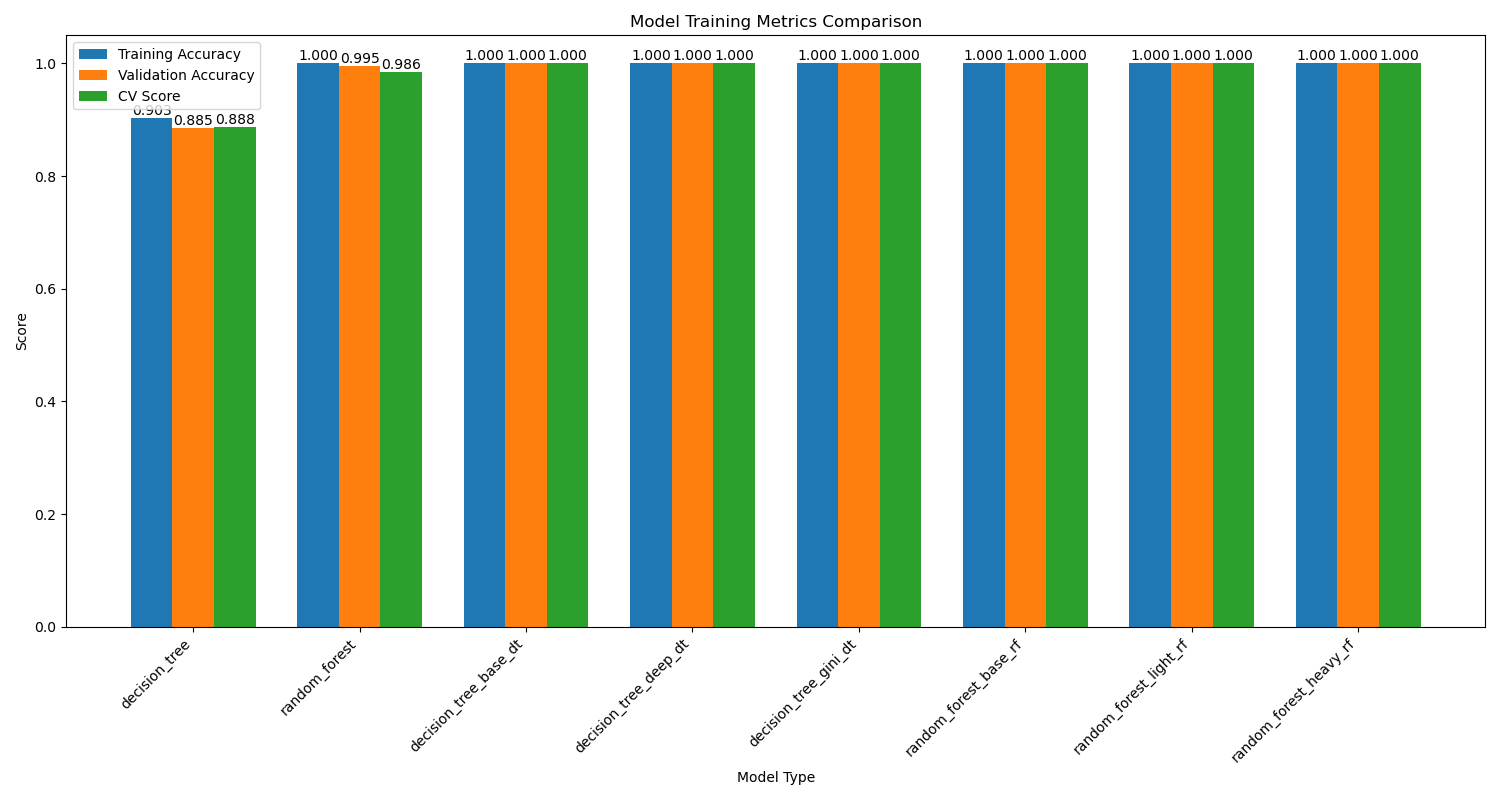 Model Training Metrics Comparison
Training Accuracy
Validation Accuracy
CV Score
1.0
0.8
0.6
0.4
0.2
0.0
Score
0.903 0.885 0.888
1.000 0.995 0.986
1.000 1.000 1.000
1.000 1.000 1.000
1.000 1.000 1.000
1.000 1.000 1.000
1.000 1.000 1.000
1.000 1.000 1.000
decision_tree
random_forest
decision_tree_base_dt
decision_tree_deep_dt
decision_tree_gini_dt
random_forest_base_rf
random_forest_light_rf
random_forest_heavy_rf
Model Type